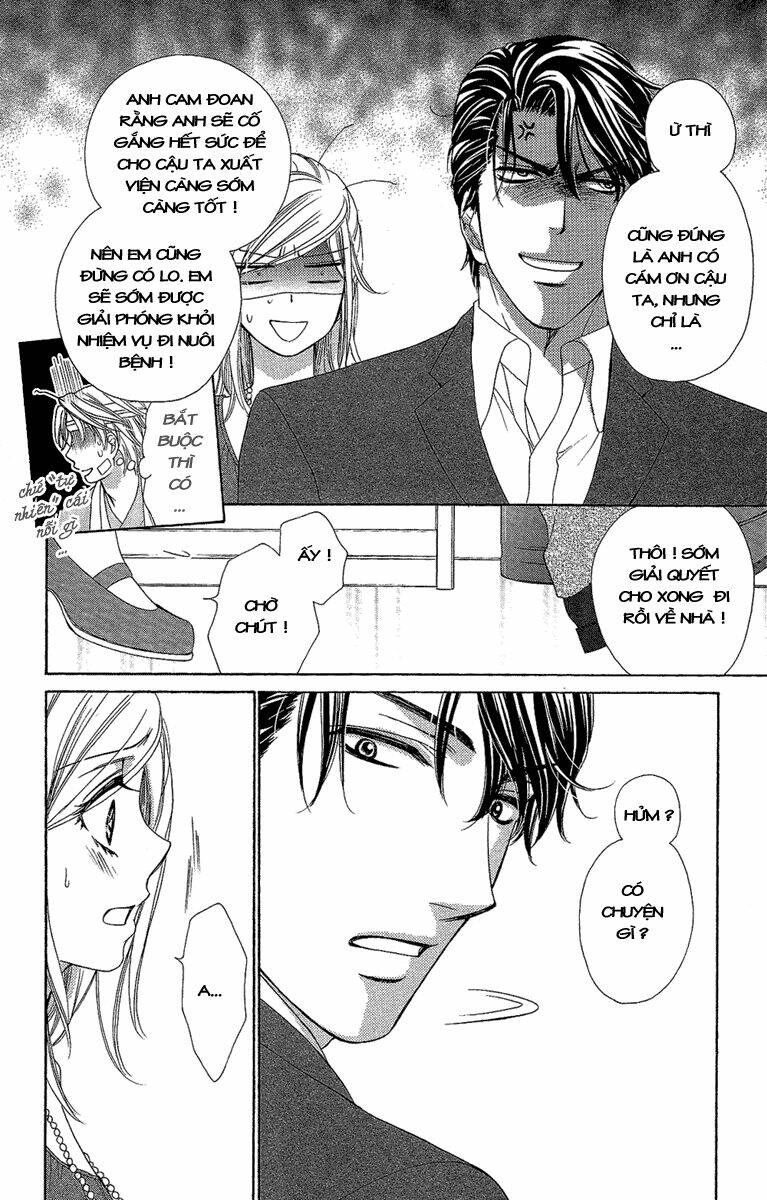 Ừ THÌ
CŨNG ĐÚNG
LÀ ANH CÓ
CÁM ƠN CẬU
TA, NHƯNG
CHỈ LÀ
...
ANH CAM ĐOAN
RẰNG ANH SẼ CỐ
GẮNG HẾT SỨC ĐỂ
CHO CẬU TA XUẤT
VIỆN CÀNG SỚM
CÀNG TỐT !
NÊN EM CŨNG
ĐỪNG CÓ LO. EM
SẼ SỚM ĐƯỢC
GIẢI PHÓNG KHỎI
NHIỆM VỤ ĐI NUÔI
BỆNH !
BẮT
BUỘC
THÌ
CÓ
...
chứ "tự
nhiên" cái
nỗi gì
...
THÔI ! SỚM
GIẢI QUYẾT
CHO XONG ĐI
RỒI VỀ NHÀ !
ẤY !
CHỜ
CHÚT !
HỬM ?
CÓ
CHUYỆN
GÌ ?
A...